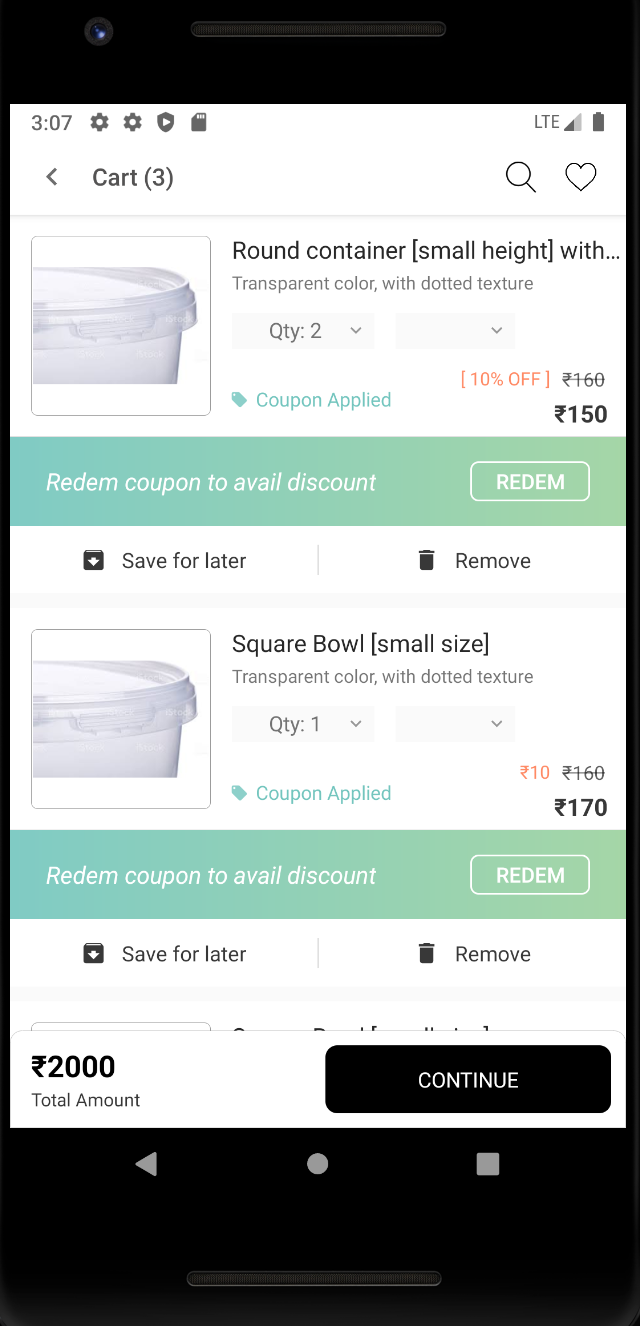 3:07
LTE
Cart (3)
Round container [small height] with...
Transparent color, with dotted texture
Qty: 2
[ 10% OFF ] ₹160
Coupon Applied
₹150
Redem coupon to avail discount
REDEM
Save for later
Remove
Square Bowl [small size]
Transparent color, with dotted texture
Qty: 1
₹10 ₹160
Coupon Applied
₹170
Redem coupon to avail discount
REDEM
Save for later
Remove
₹2000
CONTINUE
Total Amount